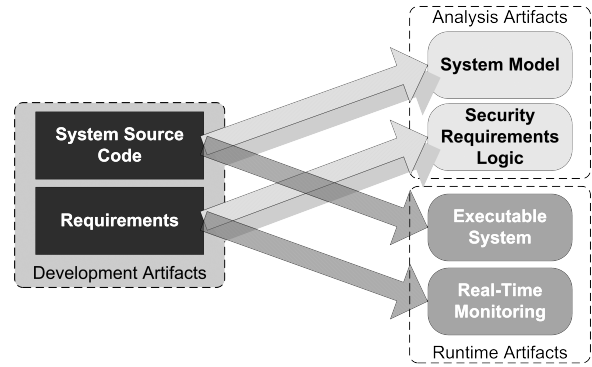 Analysis Artifacts
System Model
Security
Requirements
Logic
System Source
Code
Requirements
Development Artifacts
Executable
System
Real-Time
Monitoring
Runtime Artifacts